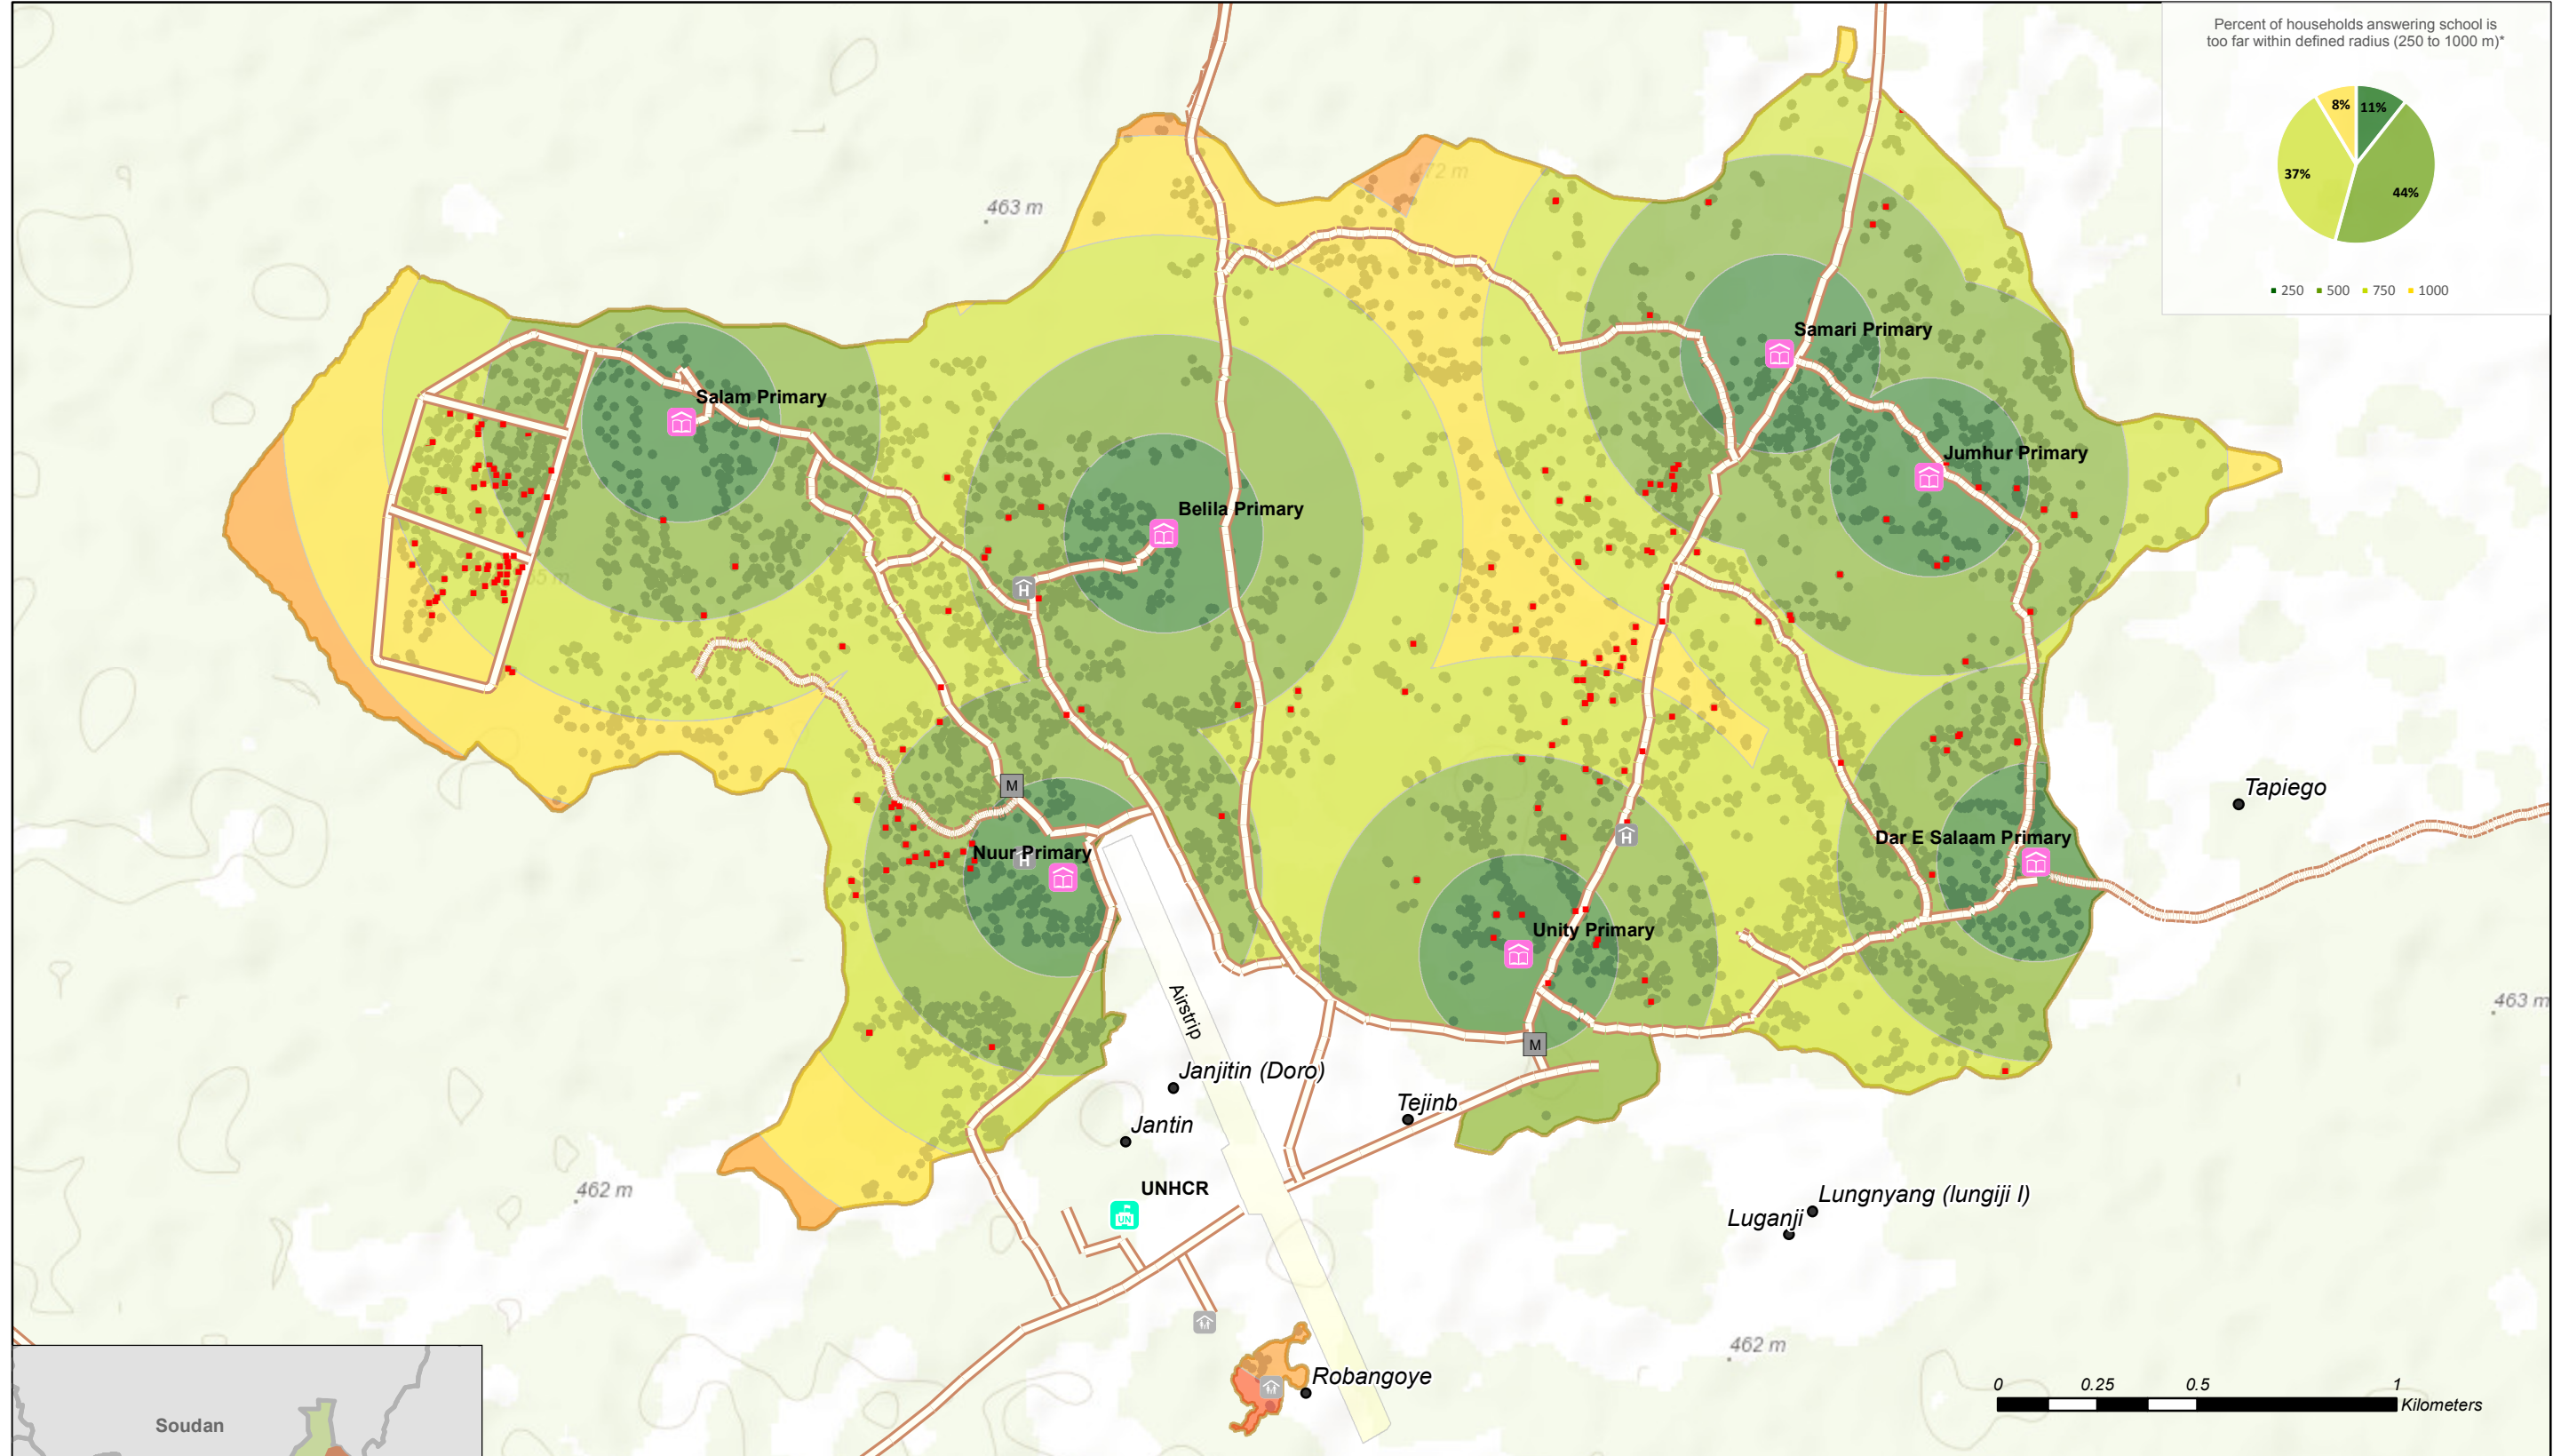 Percent of households answering school is
too far within defined radius (250 to 1000 m)*
8%
11%
37%
44%
250 500 750 1000
472 m
463 m
Samari Primary
Salam Primary
Jumhur Primary
Belila Primary
H
M
Tapiego
H
Dar E Salaam Primary
Nuur Primary
H
Unity Primary
463 m
Airstrip
M
Janjitin (Doro)
Tejinb
Jantin
UNHCR
UN
462 m
Lungnyang (lungiji I)
Luganji
462 m
Robangoye
0 0.25 0.5 1
Kilometers
Soudan